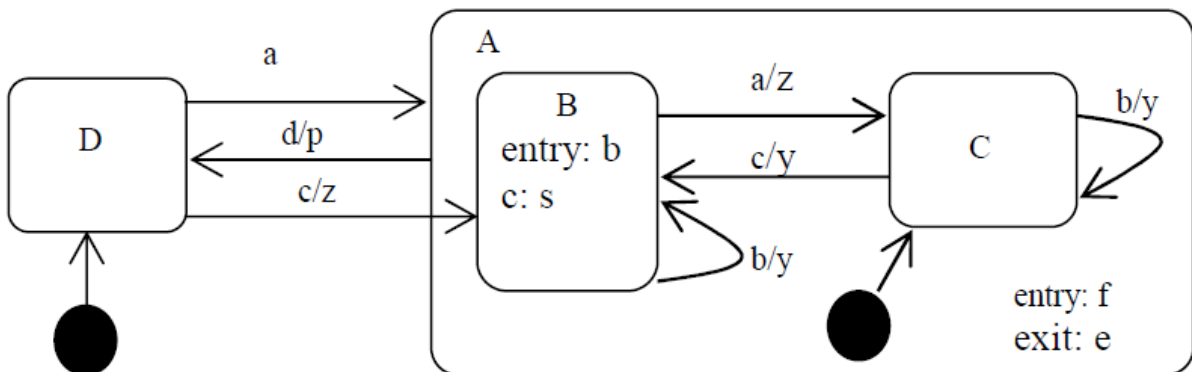 A
a
D
d/p
c/z
B
entry: b
c: s
a/z
c/y
b/y
C
b/y
entry: f
exit: e